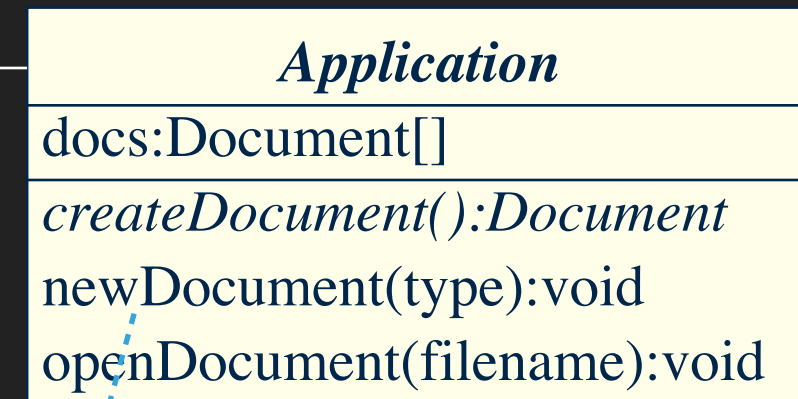 Application
docs:Document[]
createDocument():Document
newDocument(type):void
openDocument(filename):void